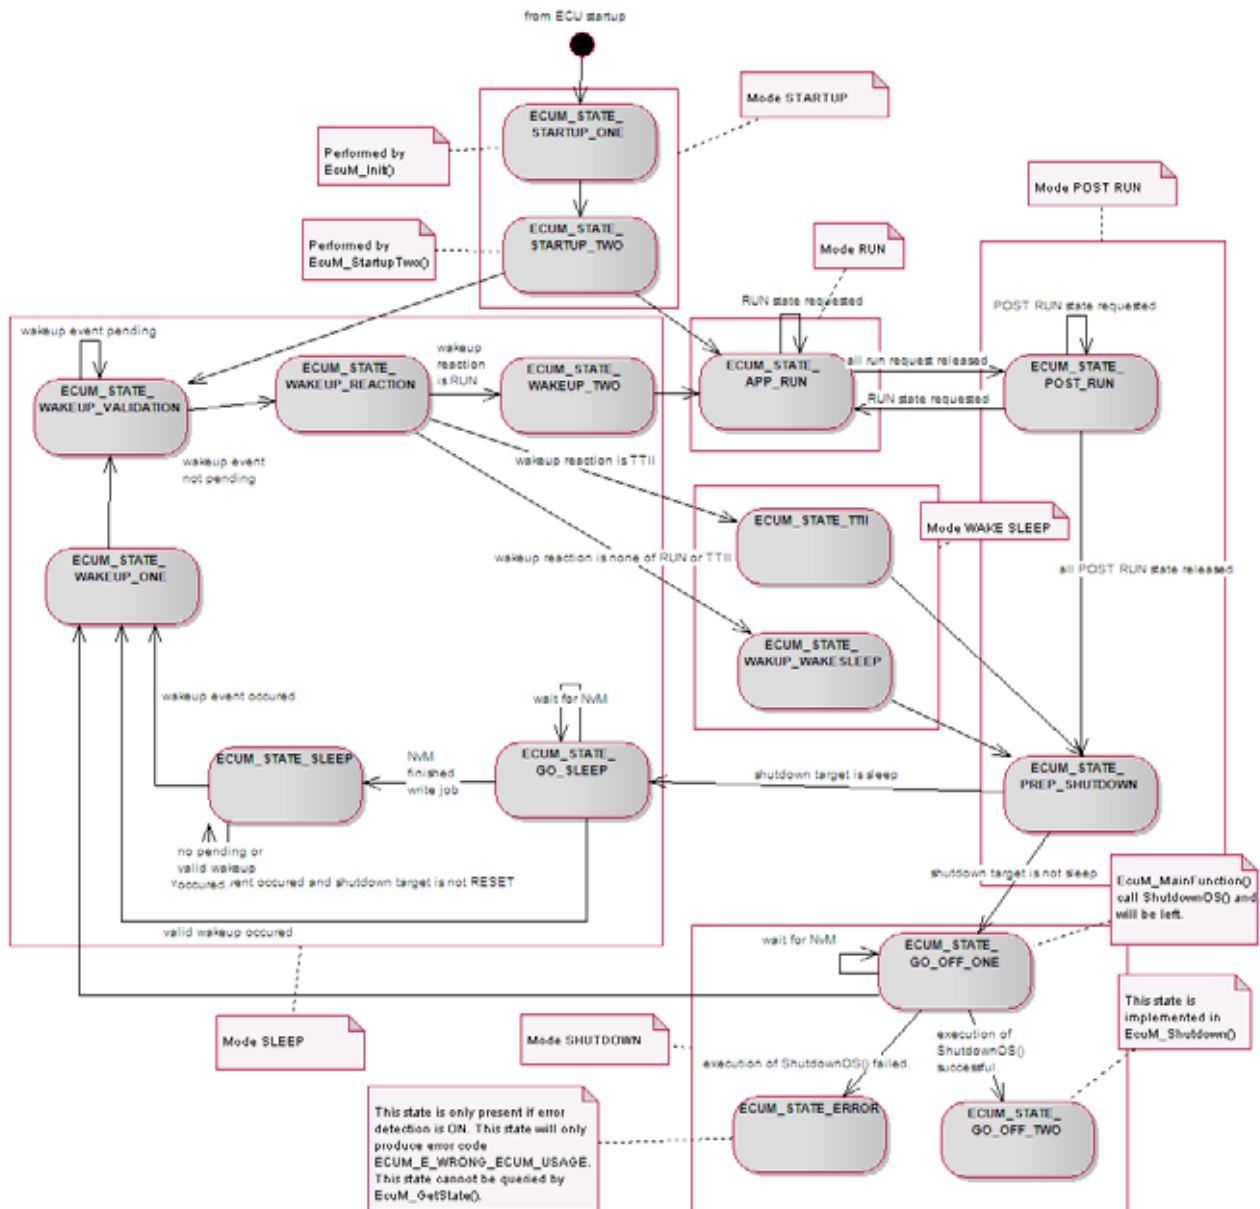 from ECU startup
ECUM_STATE_
STARTUP_ONE
Mode STARTUP
Performed by
EcuM_Init()
Mode POST RUN
ECUM_STATE_
STARTUP_TWO
Performed by
EcuM_StartupTwo()
Mode RUN
RUN state requested
POST RUN state requested
wakeup event pending
wakeup
reaction
is RUN
ECUM_STATE_
WAKEUP_VALIDATION
ECUM_STATE_
WAKEUP_REACTION
ECUM_STATE_
WAKEUP_TWO
ECUM_STATE_
APP_RUN
all run request released
ECUM_STATE_
POST_RUN
RUN state requested
wakeup event
not pending
wakeup reaction is TTII
ECUM_STATE_TTII
Mode WAKE SLEEP
wakeup reaction is none of RUN or TTII
ECUM_STATE_
WAKEUP_ONE
all POST RUN state released
ECUM_STATE_
WAKUP_WAKESLEEP
wakeup event occured
wait for NvM
ECUM_STATE_SLEEP
NvM
finished
write job
ECUM_STATE_
GO_SLEEP
shutdown target is sleep
ECUM_STATE_
PREP_SHUTDOWN
no pending or
valid wakeup
occured.
rent occured and shutdown target is not RESET
shutdown target is not sleep
EcuM_MainFunction()
call ShutdownOS() and
will be left.
valid wakeup occured
wait for NvM
ECUM_STATE_
GO_OFF_ONE
This state is
implemented in
EcuM_Shutdown()
Mode SLEEP
Mode SHUTDOWN
execution of
ShutdownOS()
successful.
execution of ShutdownOS() failed.
This state is only present if error
detection is ON. This state will only
produce error code
ECUM_E_WRONG_ECUM_USAGE.
This state cannot be queried by
EcuM_GetState().
ECUM_STATE_ERROR
ECUM_STATE_
GO_OFF_TWO